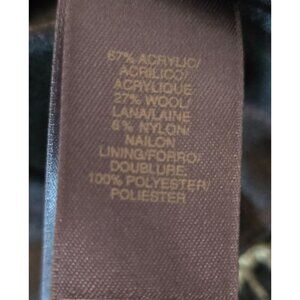 67% ACRYLIC/
ACRILICO/
ACRYLIQUE
27% WOOL/
LANA/LAINE
6% NYLON/
NAILON
LINING/FORRO/
DOUBLURE:
100% POLYESTER/
POLIESTER